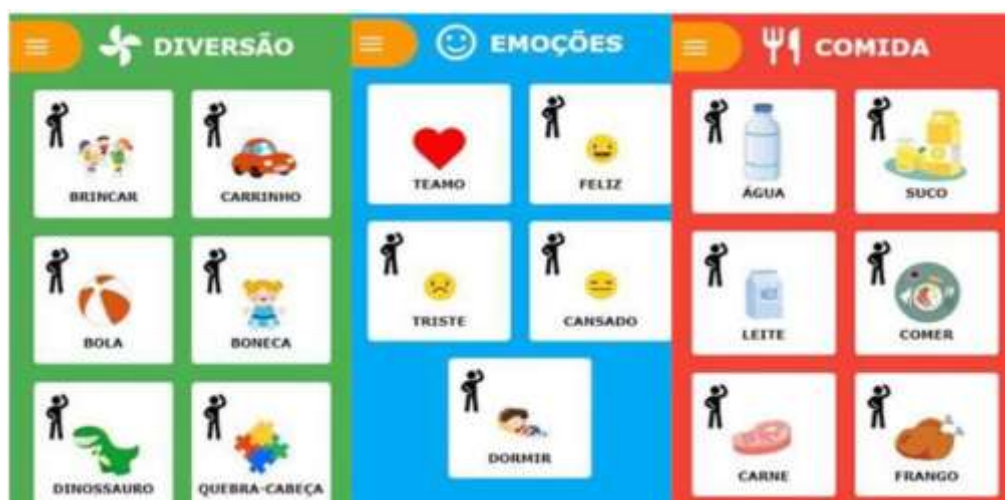 DIVERSÃO
BRINCAR
CARRINHO
BOLA
BONECA
DINOSSAURO
QUEBRA-CABEÇA
EMOÇÕES
TEAMO
FELIZ
TRISTE
CANSADO
DORMIR
COMIDA
ÁGUA
SUCO
LEITE
COMER
CARNE
FRANGO